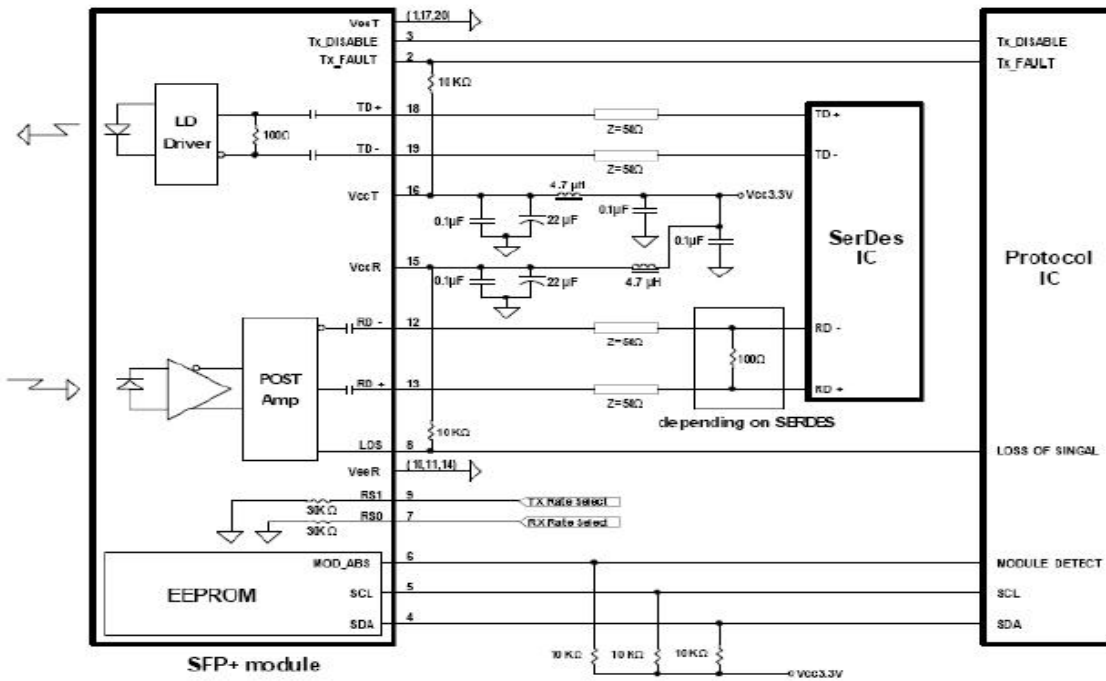 VeeT (1,17,20)
Tx_DISABLE 3 Tx_DISABLE
Tx_FAULT 2 Tx_FAULT
10 KΩ
LD Driver
100Ω
TD+ 18 Z=50Ω TD+
TD- 19 Z=50Ω TD-
VccT 16 4.7 µH Vcc3.3V
0.1µF 22 µF 0.1µF
0.1µF
SerDes IC
Protocol IC
VccR 15
0.1µF 22 µF 4.7 µH
RD - 12 Z=50Ω RD -
100Ω
POST Amp
RD + 13 Z=50Ω RD +
depending on SERDES
10 KΩ
LOS 8 LOSS OF SINGAL
VeeR (10,11,14)
RS1 9 TX Rate Select
30K Ω
RS0 7 RX Rate Select
30K Ω
MOD_ABS 6 MODULE DETECT
EEPROM
SCL 5 SCL
SDA 4 SDA
10 KΩ 10 KΩ 10 KΩ
Vcc3.3V
SFP+ module